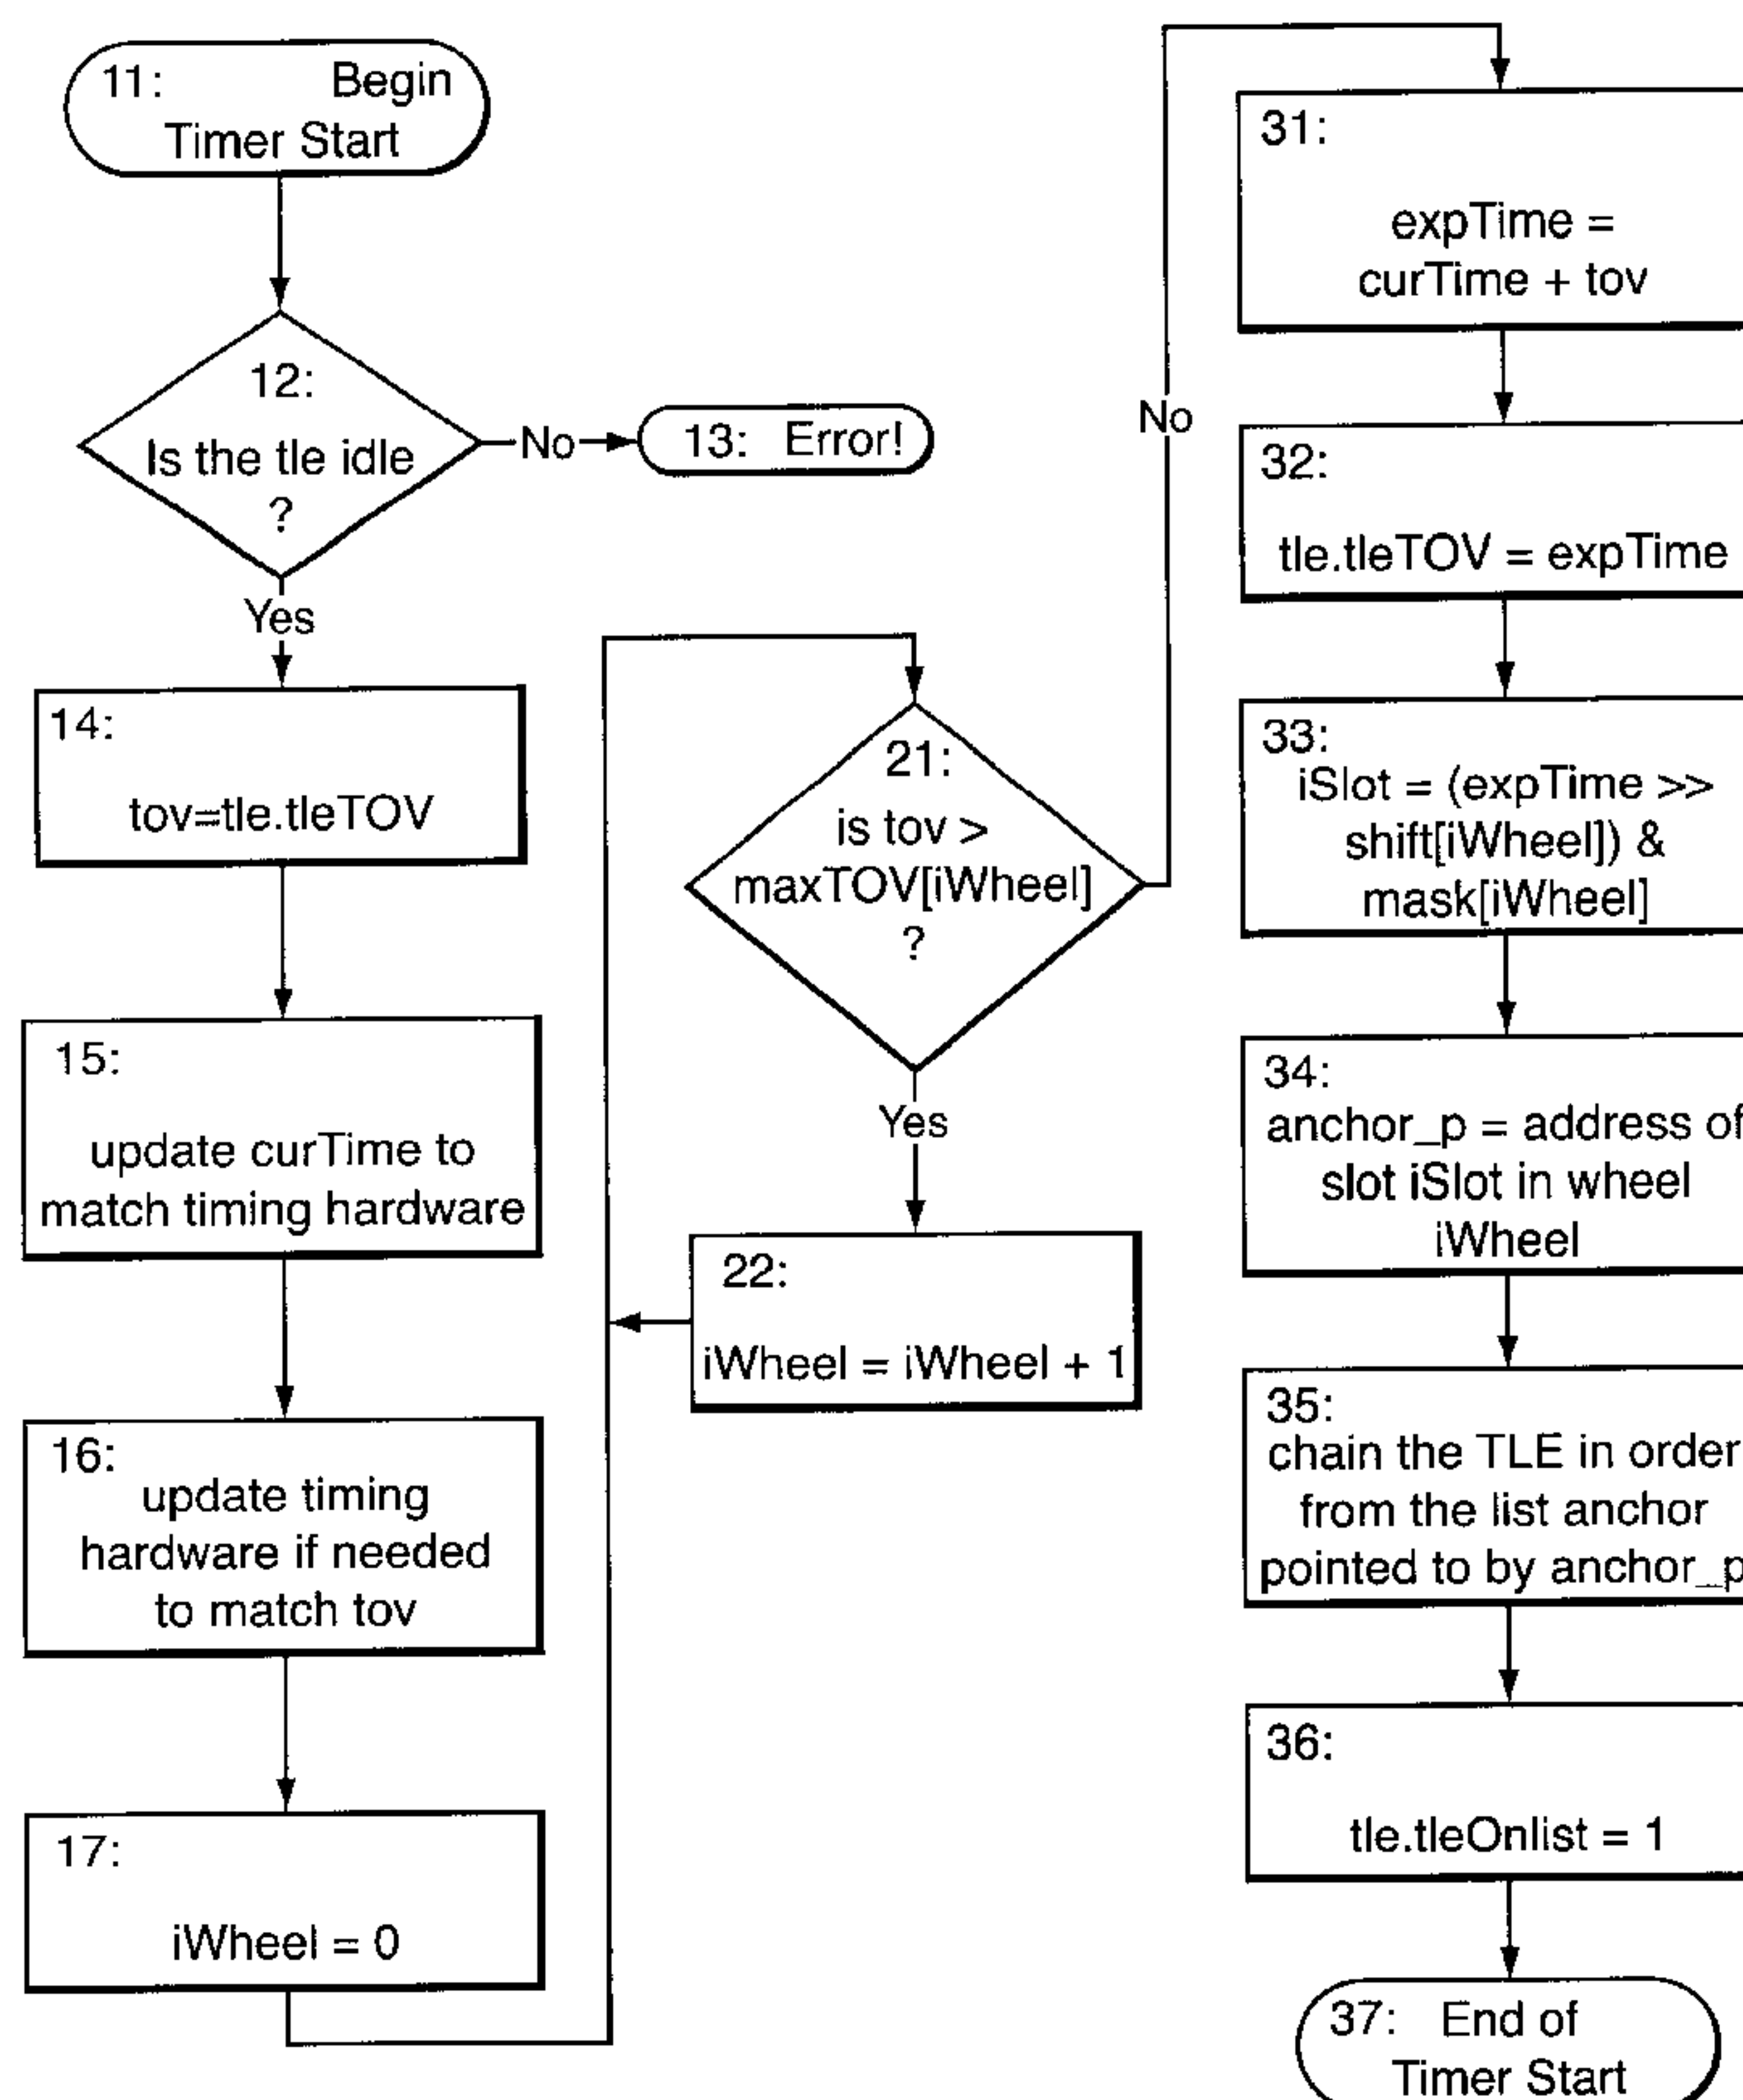 11: Begin
Timer Start
12:
Is the tle idle
?
No
13: Error!
Yes
14:
tov=tle.tleTOV
15:
update curTime to
match timing hardware
16:
update timing
hardware if needed
to match tov
17:
iWheel = 0
21:
is tov >
maxTOV[iWheel]
?
Yes
22:
iWheel = iWheel + 1
No
31:
expTime =
curTime + tov
32:
tle.tleTOV = expTime
33:
iSlot = (expTime >>
shift[iWheel]) &
mask[iWheel]
34:
anchor_p = address of
slot iSlot in wheel
iWheel
35:
chain the TLE in order
from the list anchor
pointed to by anchor_p
36:
tle.tleOnlist = 1
37: End of
Timer Start